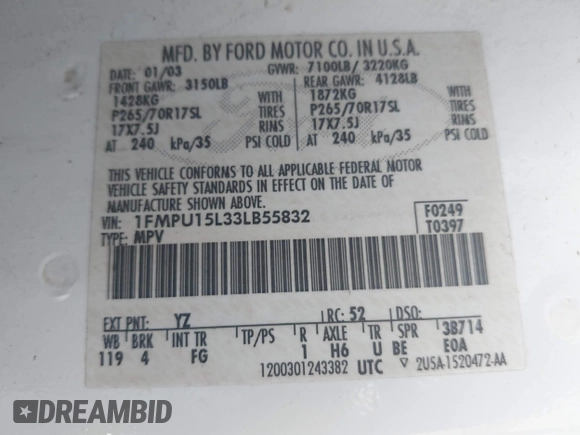 MFD. BY FORD MOTOR CO. IN U.S.A.
DATE: 01/03 GVWR: 7100LB/ 3220KG
FRONT GAWR: 3150LB REAR GAWR: 4128LB
1428KG WITH 1872KG WITH
P265/70R17SL TIRES P265/70R17SL TIRES
17X7.5J RIMS 17X7.5J RIMS
AT 240 kPa/35 PSI COLD AT 240 kPa/35 PSI COLD
THIS VEHICLE CONFORMS TO ALL APPLICABLE FEDERAL MOTOR
VEHICLE SAFETY STANDARDS IN EFFECT ON THE DATE OF
MANUFACTURE SHOWN ABOVE.
VIN: 1FMPU15L33LB55832 F0249
TYPE: MPV T0397
EXT PNT: YZ RC: 52 DSO:
WB BRK INT TR TP/PS R AXLE TR SPR 3B714
119 4 FG 1 H6 U BE EOA
1200301243382 UTC ▽ 2U5A-1520472-AA
DREAMBID